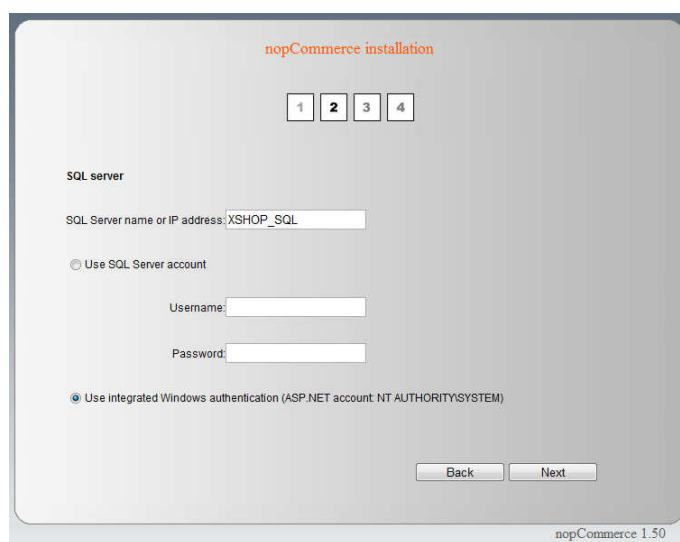 nopCommerce installation
1 2 3 4
SQL server
SQL Server name or IP address: XSHOP_SQL
Use SQL Server account
Username:
Password:
Use integrated Windows authentication (ASP.NET account: NT AUTHORITY\SYSTEM)
Back Next
nopCommerce 1.50